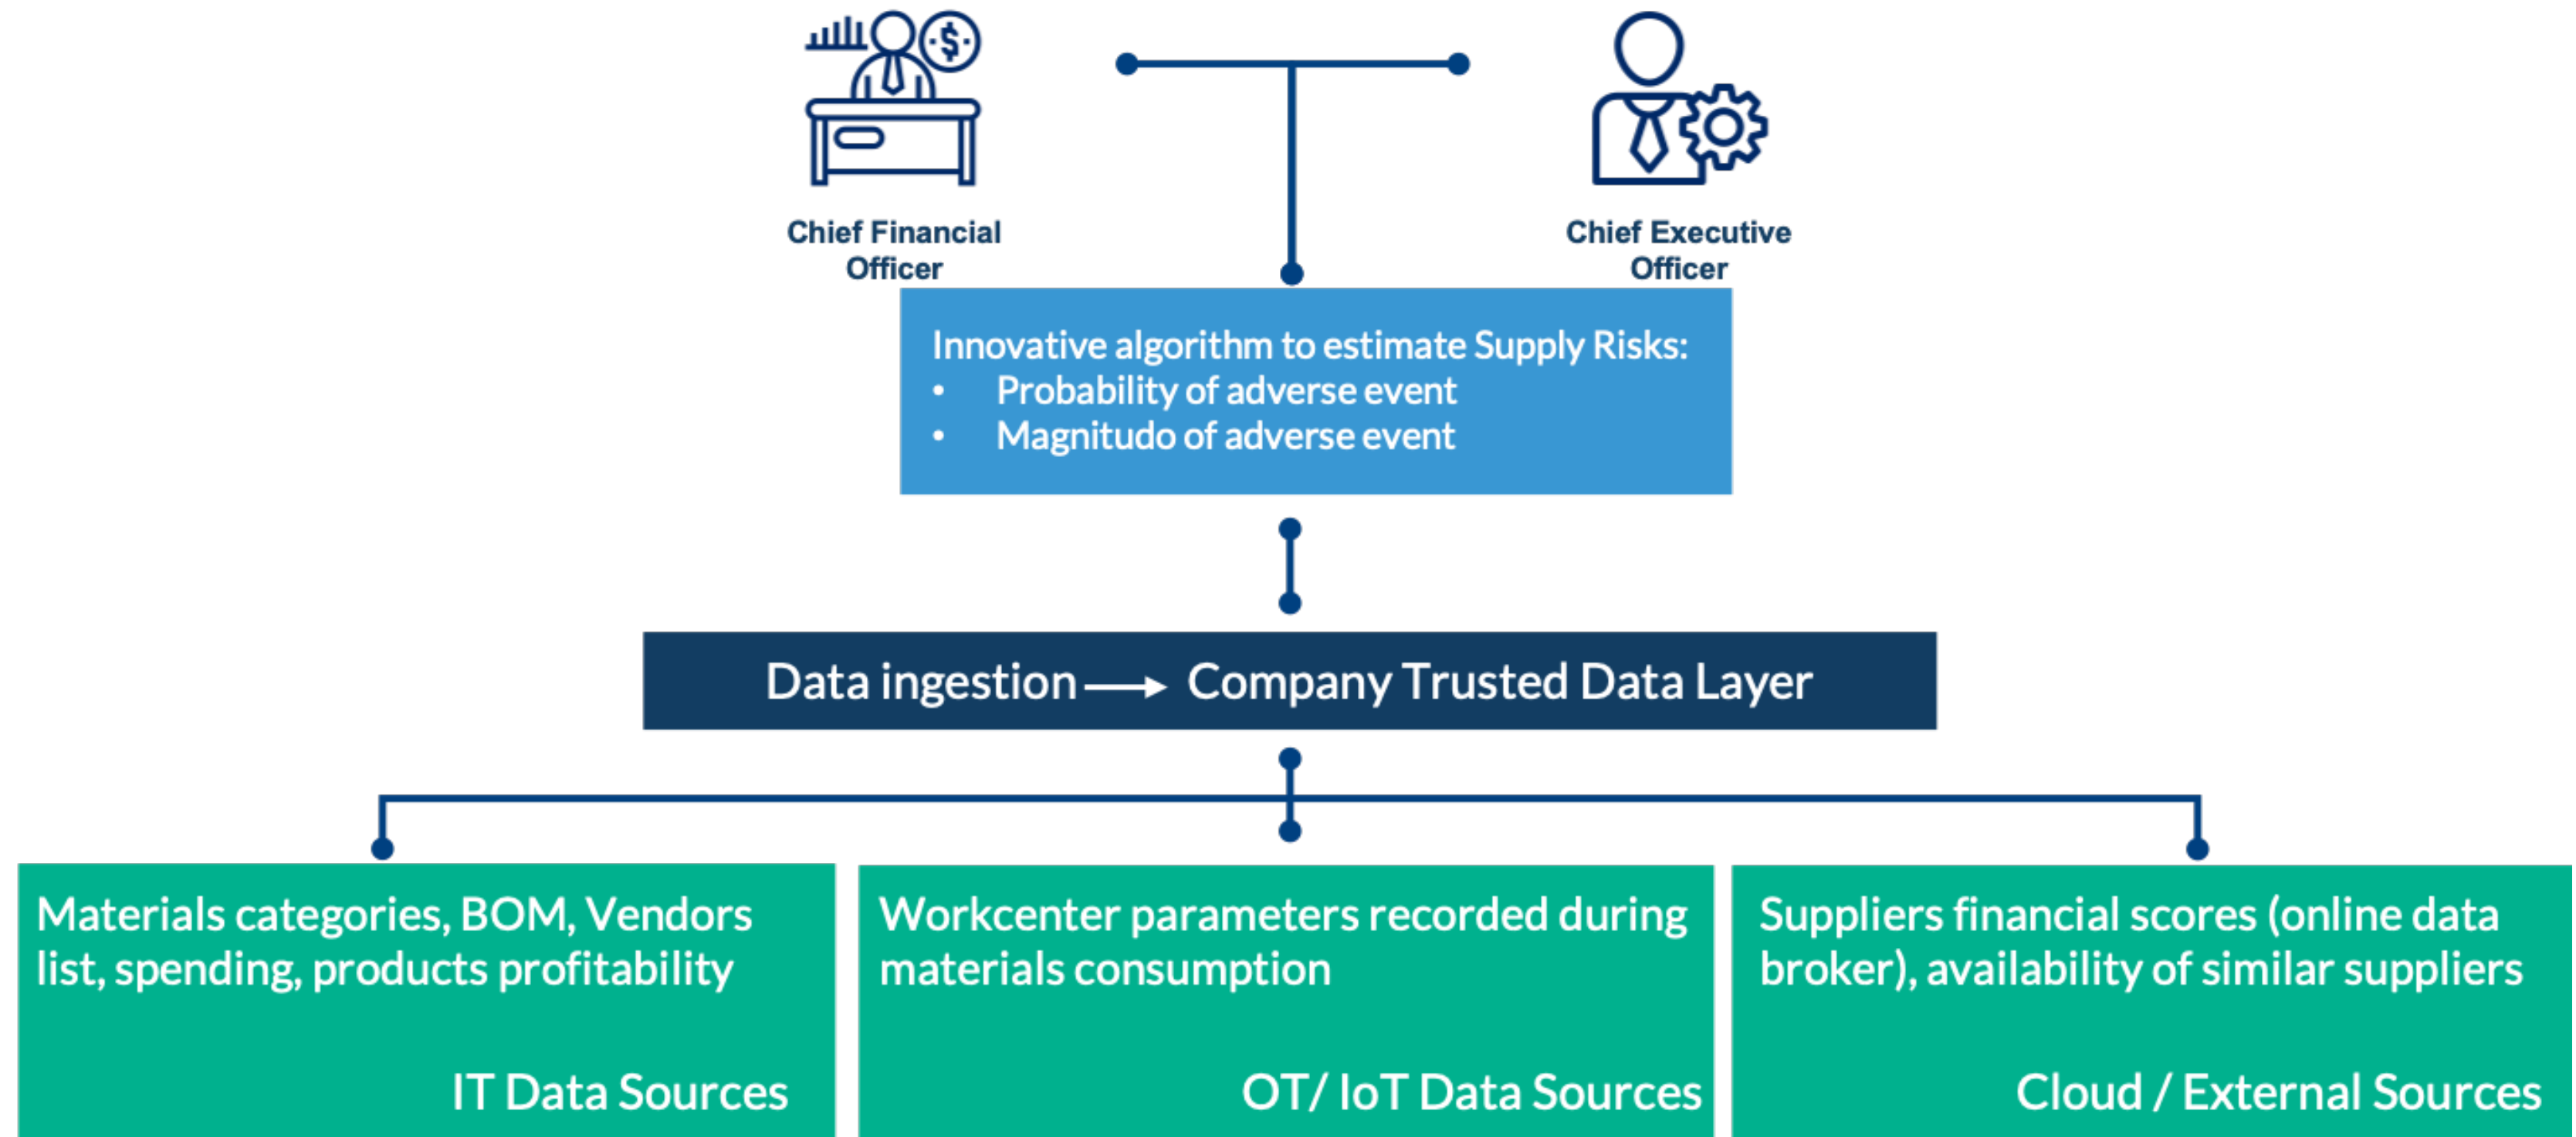 Chief Financial
Officer
Chief Executive
Officer
Innovative algorithm to estimate Supply Risks:
• Probability of adverse event
• Magnitudo of adverse event
Data ingestion → Company Trusted Data Layer
Materials categories, BOM, Vendors
list, spending, products profitability
IT Data Sources
Workcenter parameters recorded during
materials consumption
OT/ IoT Data Sources
Suppliers financial scores (online data
broker), availability of similar suppliers
Cloud / External Sources